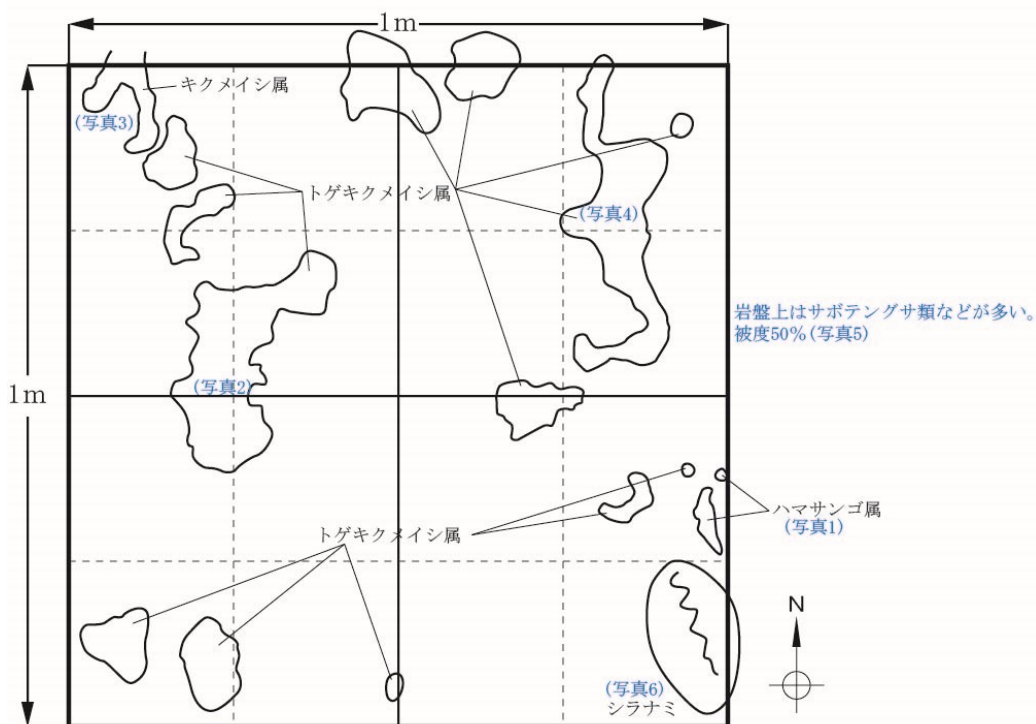 1m
キクメイシ属
(写真3)
トゲキクメイシ属
(写真4)
岩盤上はサボテングサ類などが多い。
被度50%(写真5)
1m
(写真2)
ハマサンゴ属
(写真1)
トゲキクメイシ属
N
(写真6)
シラナミ